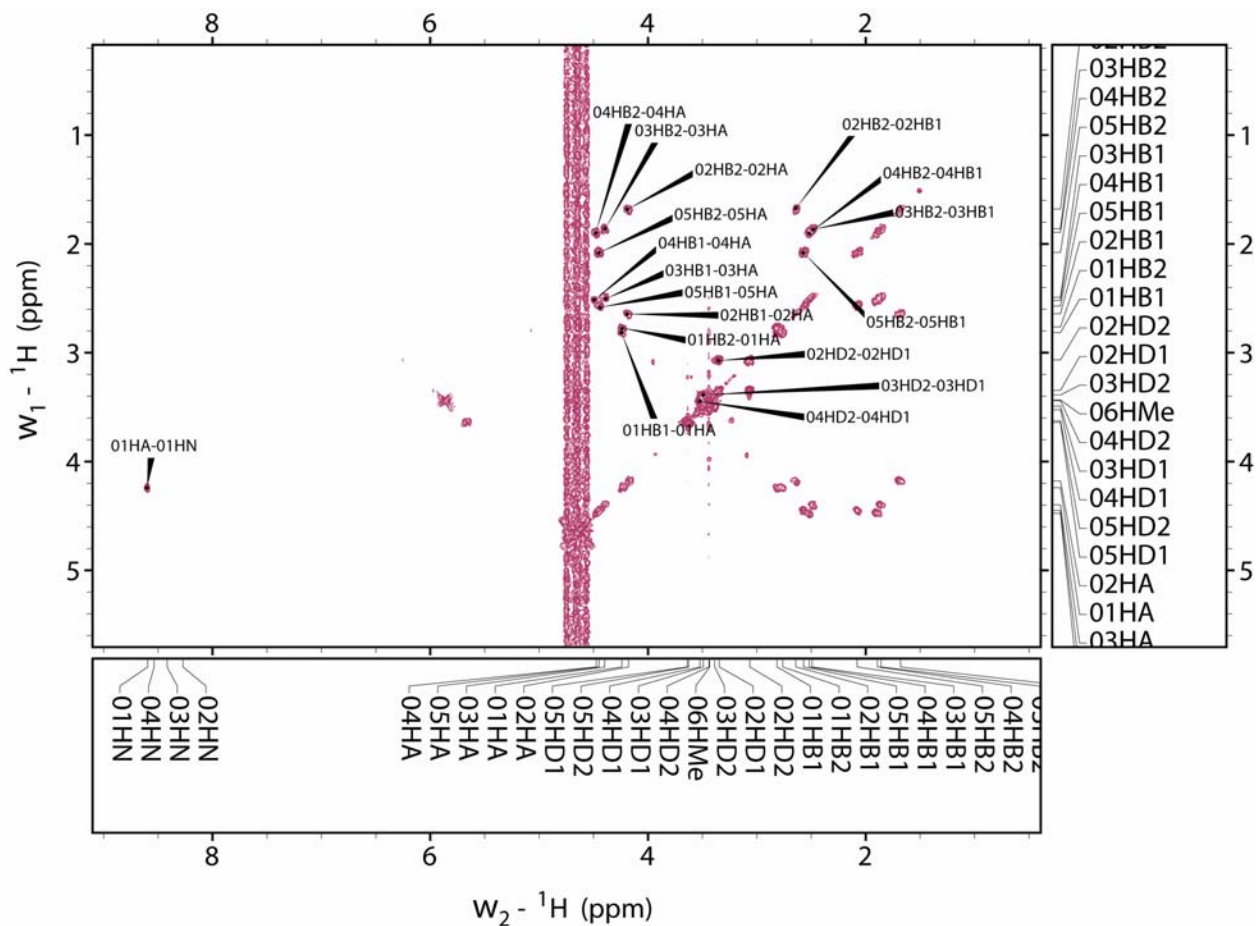 8 6 4 2
02HB2
03HB2
04HB2
05HB2
03HB1
04HB1
05HB1
02HB1
01HB2
01HB1
02HD2
02HD1
03HD2
06HMe
04HD2
03HD1
04HD1
05HD2
05HD1
02HA
01HA
03HA
1
2
3
4
5
1
2
3
4
5
w1 - 1H (ppm)
04HB2-04HA
03HB2-03HA
02HB2-02HA
05HB2-05HA
04HB1-04HA
03HB1-03HA
05HB1-05HA
02HB1-02HA
01HB2-01HA
01HB1-01HA
01HA-01HN
02HB2-02HB1
04HB2-04HB1
03HB2-03HB1
05HB2-05HB1
02HD2-02HD1
03HD2-03HD1
04HD2-04HD1
01HN
04HN
03HN
02HN
04HA
05HA
03HA
01HA
02HA
05HD1
05HD2
04HD1
03HD1
04HD2
06HMe
03HD2
02HD1
02HD2
01HB1
01HB2
02HB1
05HB1
04HB1
03HB1
05HB2
04HB2
8 6 4 2
w2 - 1H (ppm)